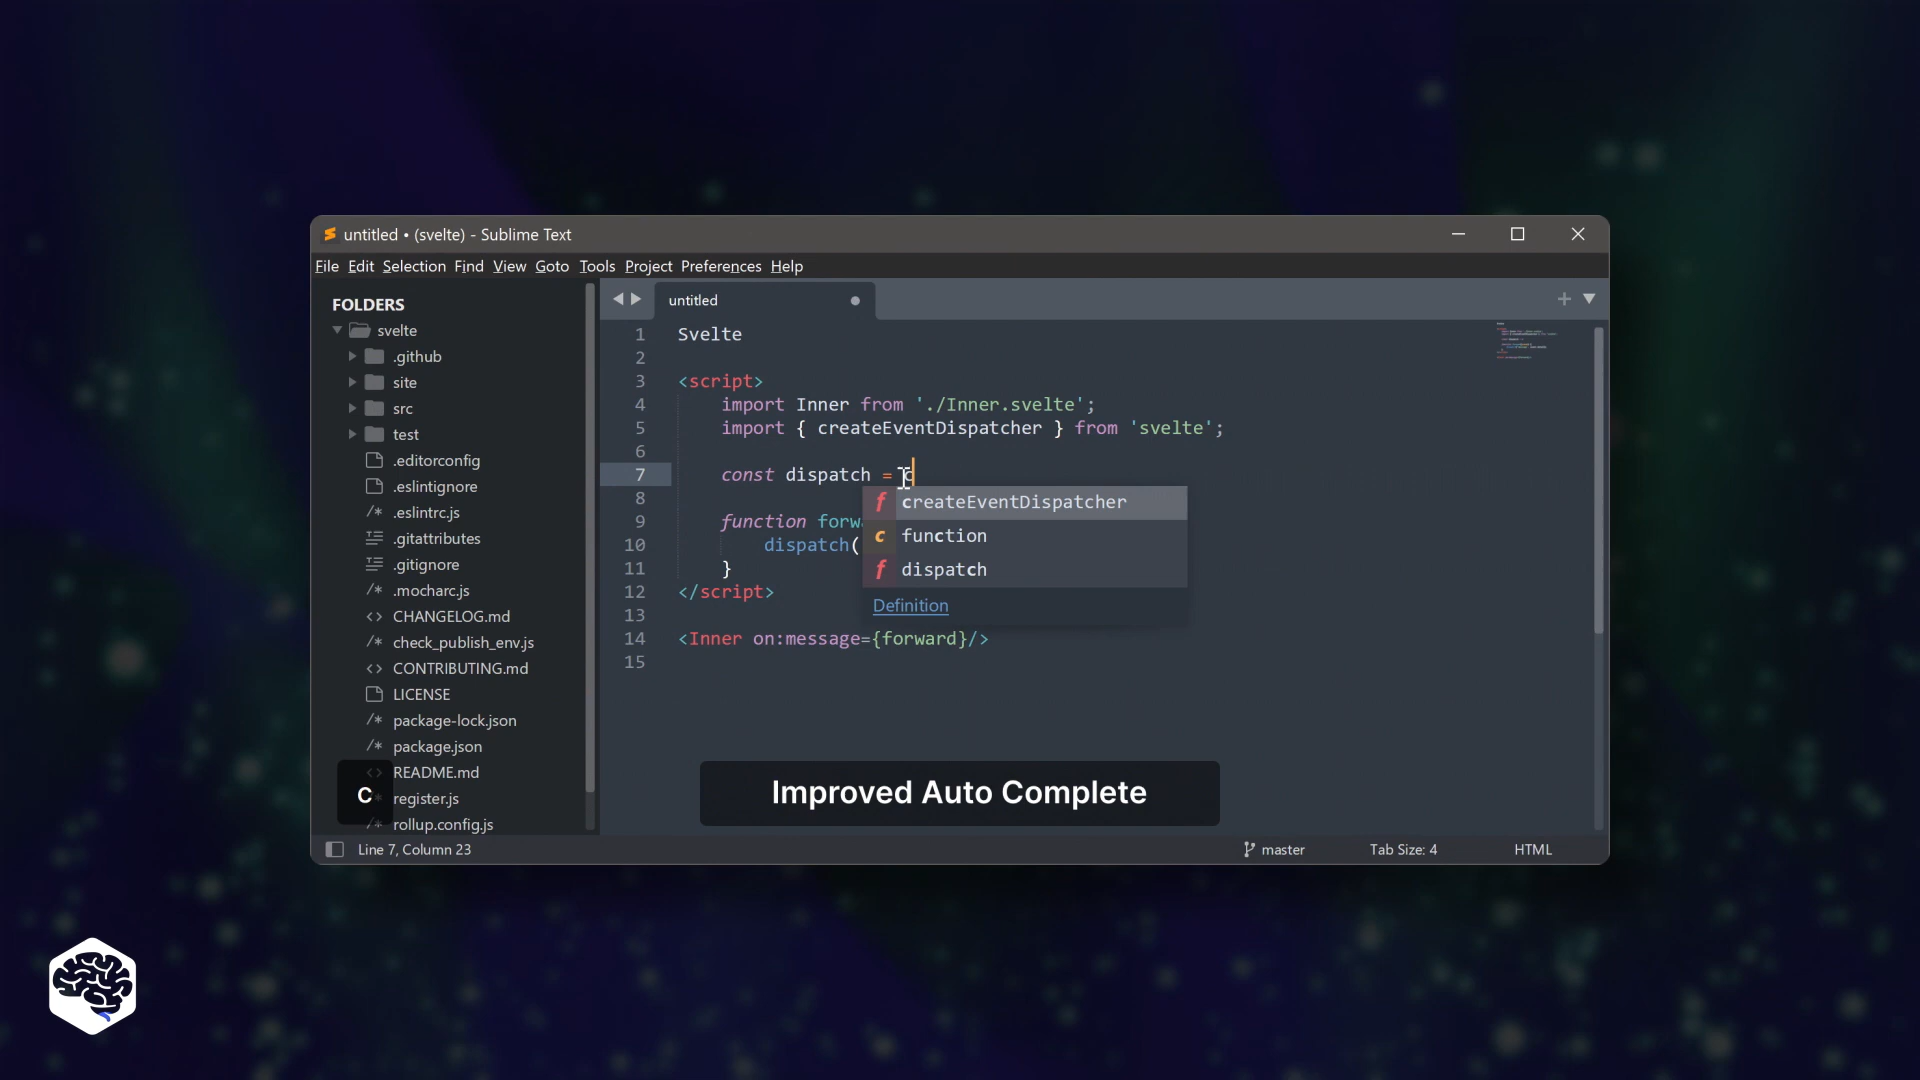 untitled • (svelte) - Sublime Text
File Edit Selection Find View Goto Tools Project Preferences Help
FOLDERS
svelte
.github
site
src
test
.editorconfig
.eslintignore
.eslintrc.js
.gitattributes
.gitignore
.mocharc.js
CHANGELOG.md
check_publish_env.js
CONTRIBUTING.md
LICENSE
package-lock.json
package.json
README.md
register.js
rollup.config.js
C
untitled
1 Svelte
2
3 <script>
4 import Inner from './Inner.svelte';
5 import { createEventDispatcher } from 'svelte';
6
7 const dispatch = c
8
9 function forw
10 dispatch(
11 }
12 </script>
13
14 <Inner on:message={forward}/>
15
f createEventDispatcher
c function
f dispatch
Definition
Improved Auto Complete
Line 7, Column 23 master Tab Size: 4 HTML